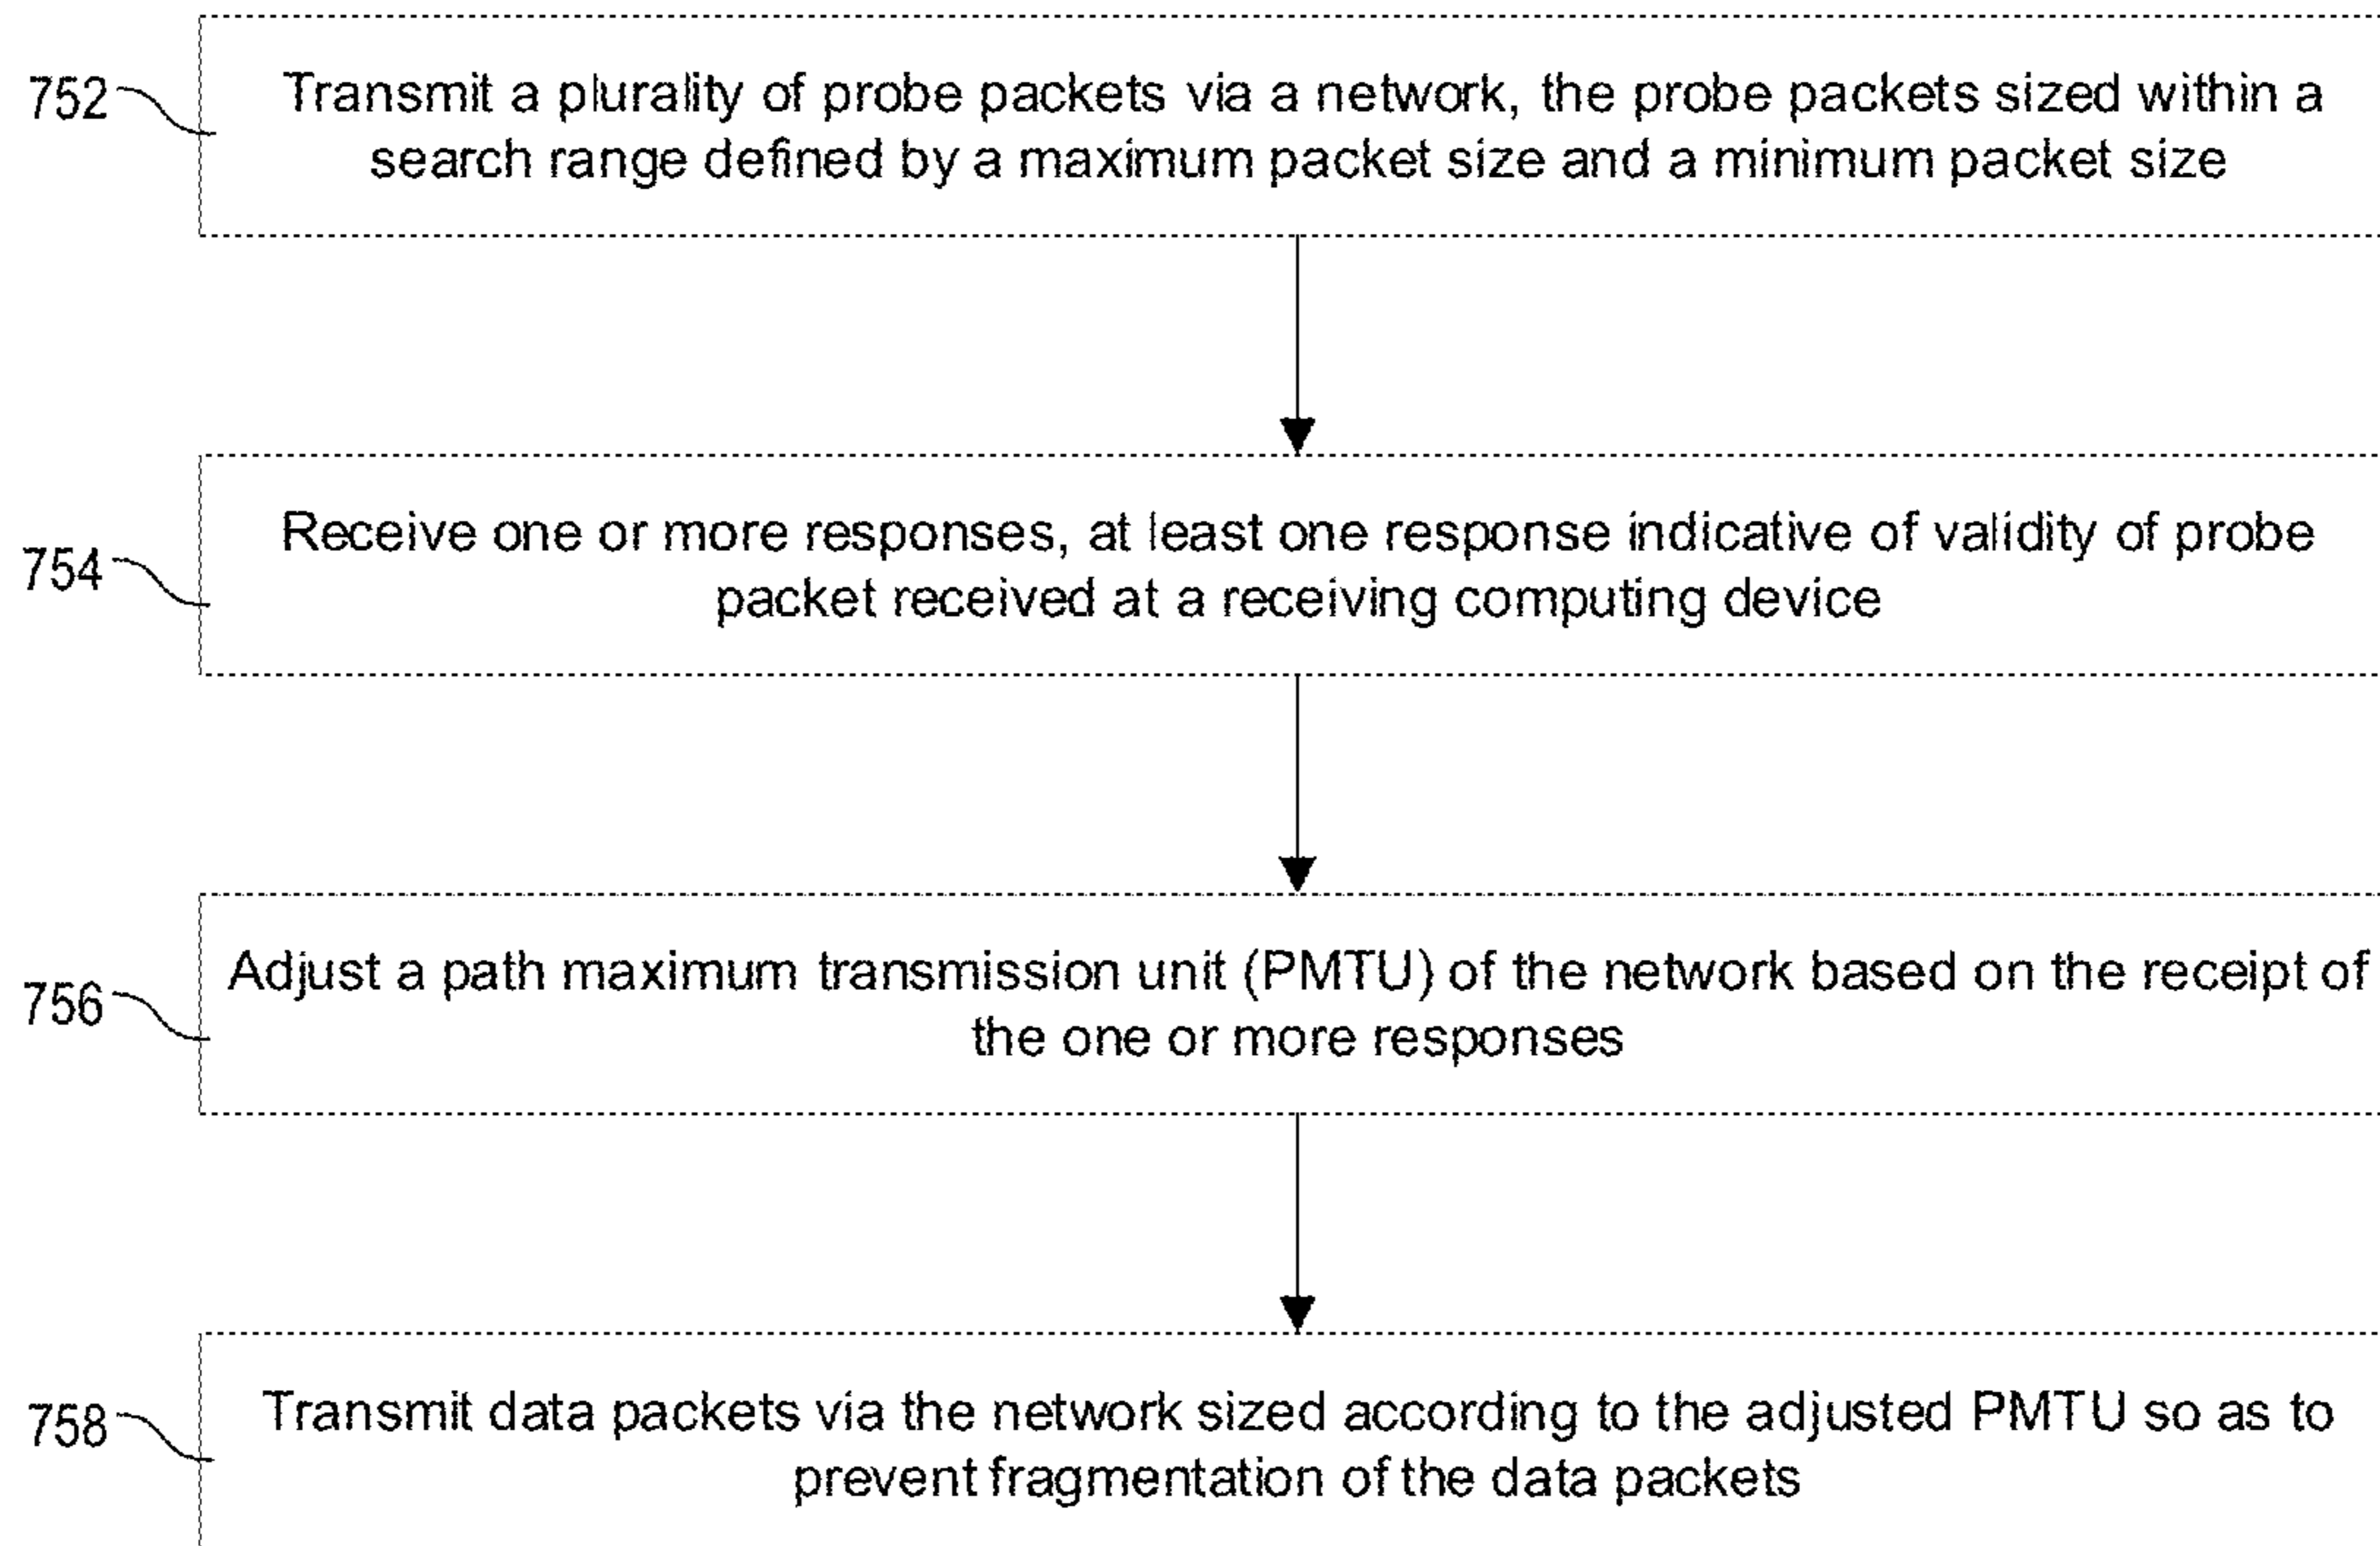 752
Transmit a plurality of probe packets via a network, the probe packets sized within a
search range defined by a maximum packet size and a minimum packet size
754
Receive one or more responses, at least one response indicative of validity of probe
packet received at a receiving computing device
756
Adjust a path maximum transmission unit (PMTU) of the network based on the receipt of
the one or more responses
758
Transmit data packets via the network sized according to the adjusted PMTU so as to
prevent fragmentation of the data packets